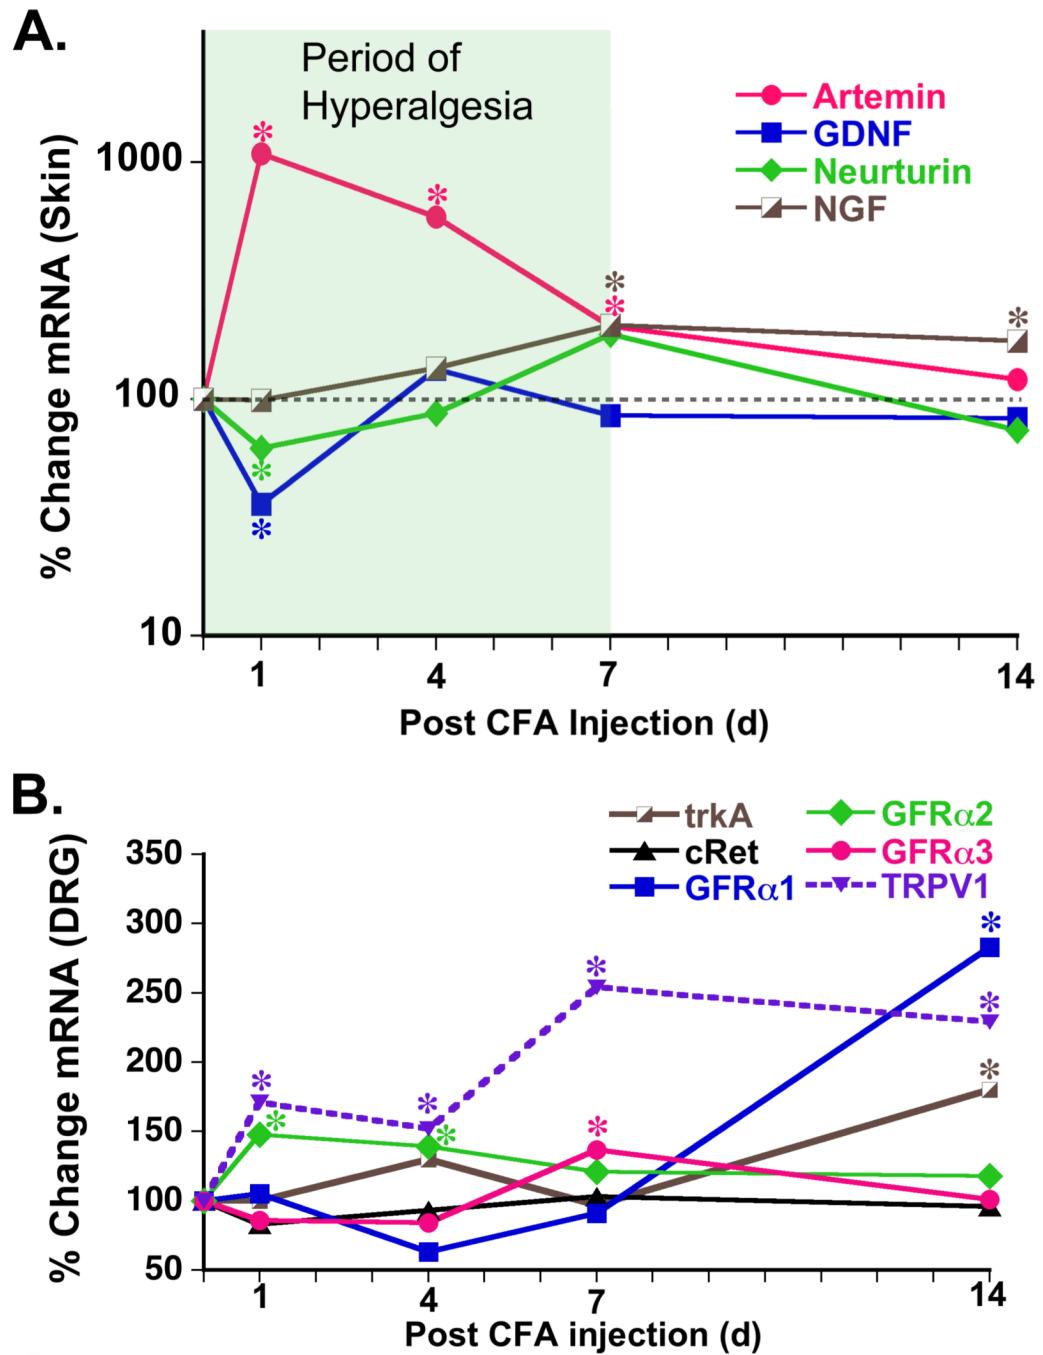 A.
Period of
Hyperalgesia
Artemin
GDNF
Neurturin
NGF
% Change mRNA (Skin)
1000
100
10
*
*
*
*
*
*
*
1 4 7 14
Post CFA Injection (d)
B.
trkA
cRet
GFRα1
GFRα2
GFRα3
TRPV1
% Change mRNA (DRG)
350
300
250
200
150
100
50
*
*
*
*
*
*
*
*
*
1 4 7 14
Post CFA injection (d)